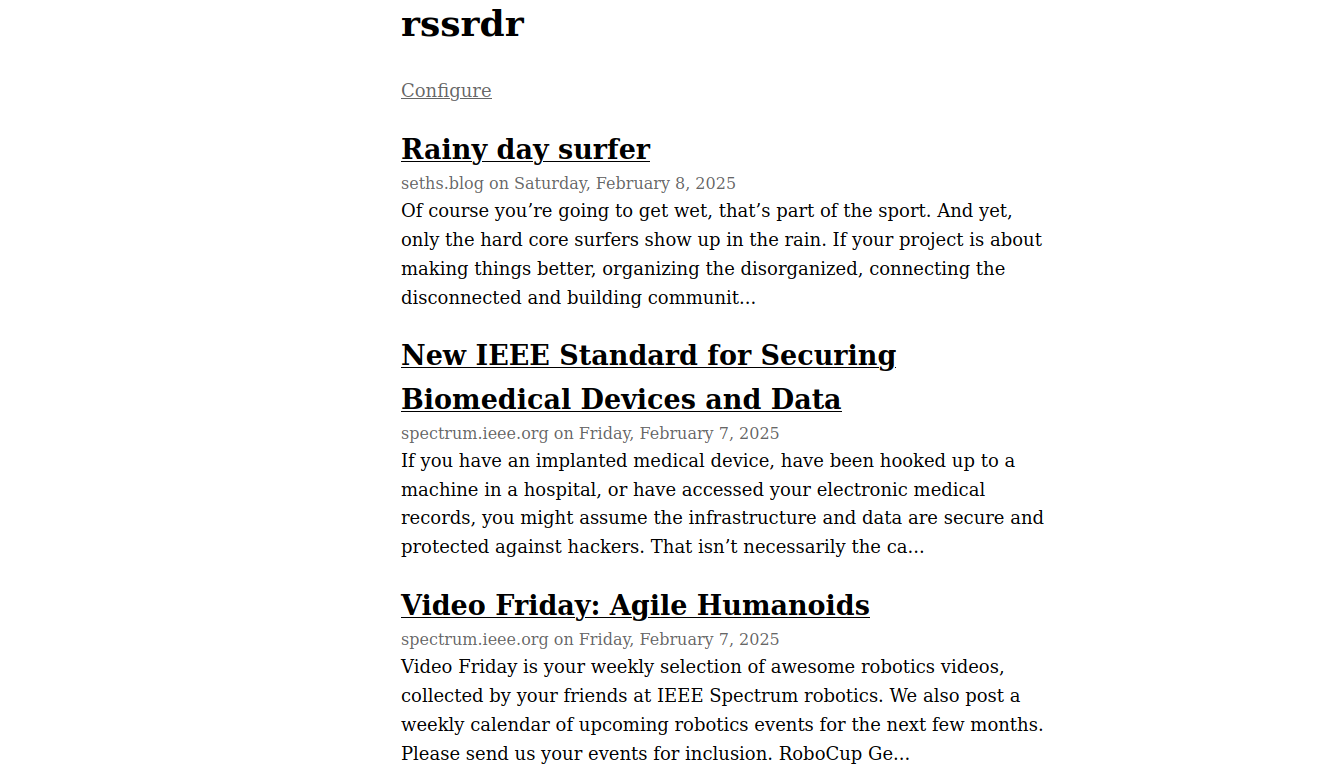 rssrdr
Configure
Rainy day surfer
seths.blog on Saturday, February 8, 2025
Of course you’re going to get wet, that’s part of the sport. And yet,
only the hard core surfers show up in the rain. If your project is about
making things better, organizing the disorganized, connecting the
disconnected and building communit...
New IEEE Standard for Securing
Biomedical Devices and Data
spectrum.ieee.org on Friday, February 7, 2025
If you have an implanted medical device, have been hooked up to a
machine in a hospital, or have accessed your electronic medical
records, you might assume the infrastructure and data are secure and
protected against hackers. That isn’t necessarily the ca...
Video Friday: Agile Humanoids
spectrum.ieee.org on Friday, February 7, 2025
Video Friday is your weekly selection of awesome robotics videos,
collected by your friends at IEEE Spectrum robotics. We also post a
weekly calendar of upcoming robotics events for the next few months.
Please send us your events for inclusion. RoboCup Ge...